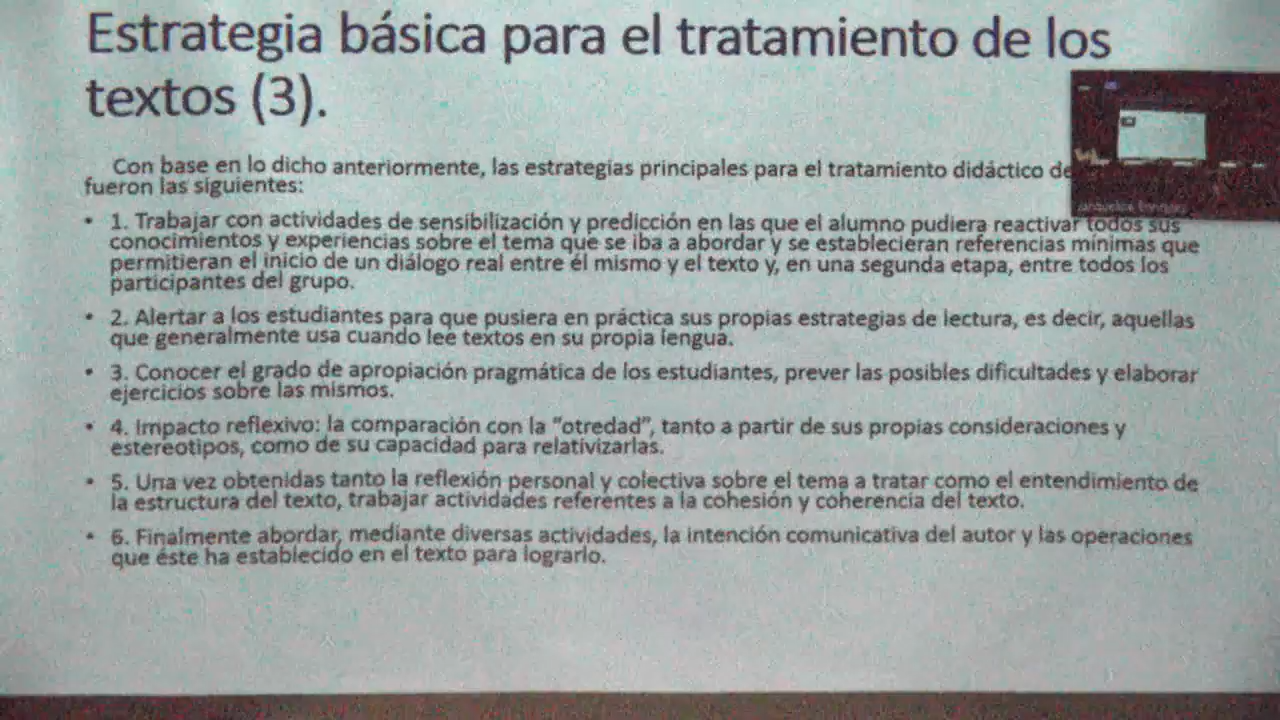 Estrategia básica para el tratamiento de los
textos (3).
Con base en lo dicho anteriormente, las estrategias principales para el tratamiento didáctico de
fueron las siguientes:
• 1. Trabajar con actividades de sensibilización y predicción en las que el alumno pudiera reactivar todos sus
conocimientos y experiencias sobre el tema que se iba a abordar y se establecieran referencias mínimas que
permitieran el inicio de un diálogo real entre él mismo y el texto y, en una segunda etapa, entre todos los
participantes del grupo.
• 2. Alertar a los estudiantes para que pusiera en práctica sus propias estrategias de lectura, es decir, aquellas
que generalmente usa cuando lee textos en su propia lengua.
• 3. Conocer el grado de apropiación pragmática de los estudiantes, prever las posibles dificultades y elaborar
ejercicios sobre las mismos.
• 4. Impacto reflexivo: la comparación con la "otredad", tanto a partir de sus propias consideraciones y
estereotipos, como de su capacidad para relativizarlas.
• 5. Una vez obtenidas tanto la reflexión personal y colectiva sobre el tema a tratar como el entendimiento de
la estructura del texto, trabajar actividades referentes a la cohesión y coherencia del texto.
• 6. Finalmente abordar, mediante diversas actividades, la intención comunicativa del autor y las operaciones
que éste ha establecido en el texto para lograrlo.